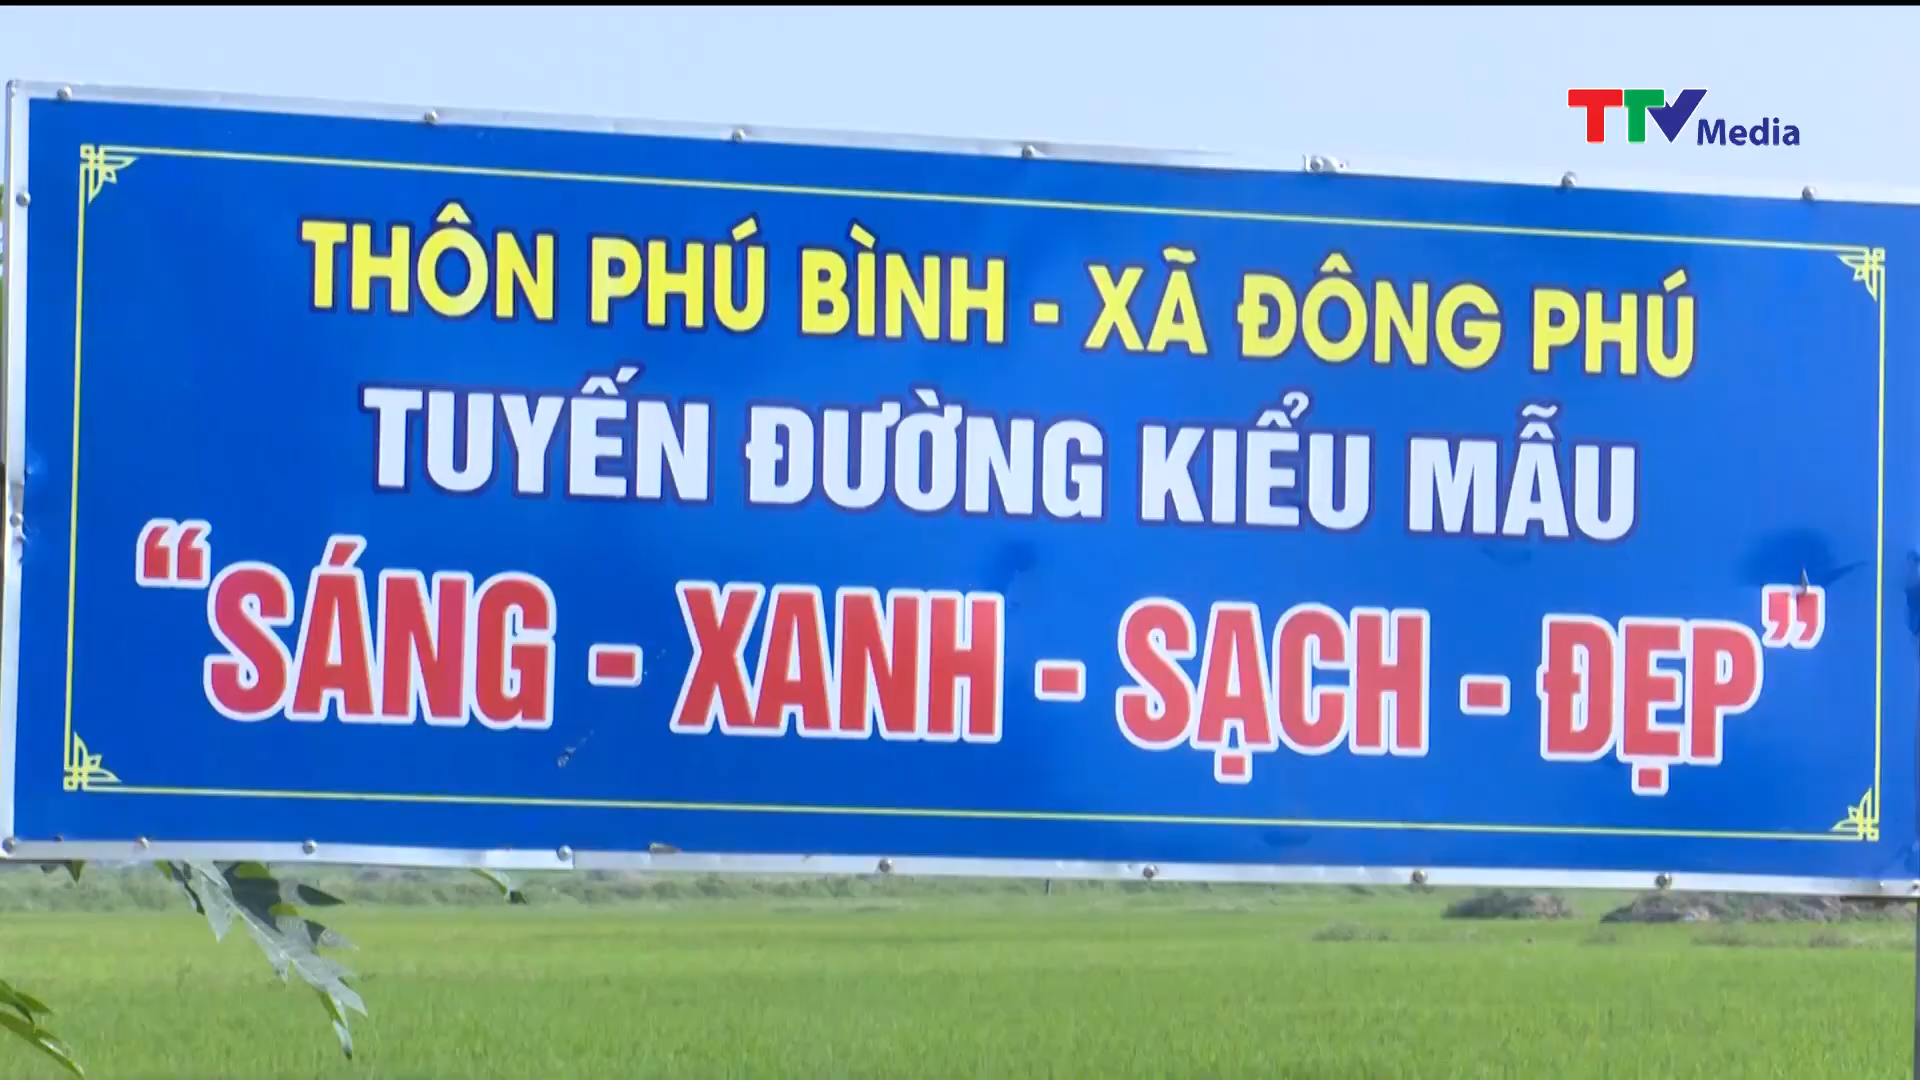 TTV Media
THÔN PHÚ BÌNH - XÃ ĐÔNG PHÚ
TUYẾN ĐƯỜNG KIỂU MẪU
“SÁNG - XANH - SẠCH - ĐẸP”